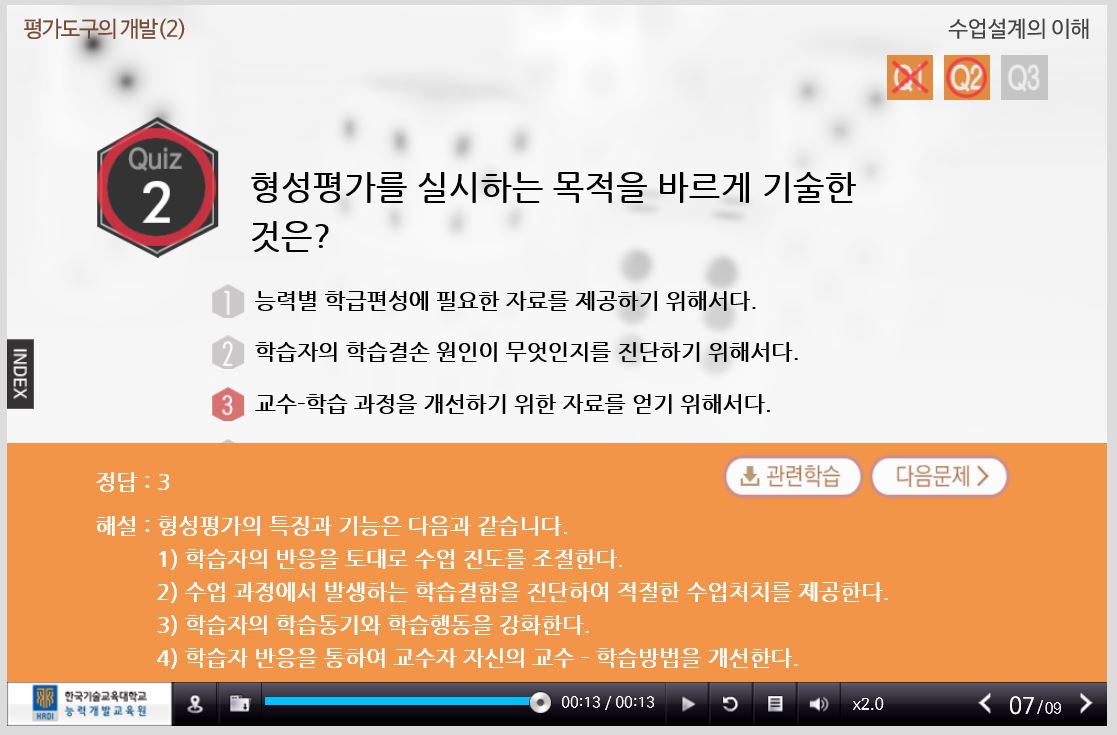 평가도구의 개발(2)
수업설계의 이해
Q1 Q2 Q3
Quiz
2
형성평가를 실시하는 목적을 바르게 기술한
것은?
1 능력별 학급편성에 필요한 자료를 제공하기 위해서다.
2 학습자의 학습결손 원인이 무엇인지를 진단하기 위해서다.
INDEX
3 교수-학습 과정을 개선하기 위한 자료를 얻기 위해서다.
정답 : 3
관련학습
다음문제 >
해설 : 형성평가의 특징과 기능은 다음과 같습니다.
1) 학습자의 반응을 토대로 수업 진도를 조절한다.
2) 수업 과정에서 발생하는 학습결함을 진단하여 적절한 수업처치를 제공한다.
3) 학습자의 학습동기와 학습행동을 강화한다.
4) 학습자 반응을 통하여 교수자 자신의 교수 - 학습방법을 개선한다.
HRDI
한국기술교육대학교
능력개발교육원
00:13 / 00:13
x2.0
07/09